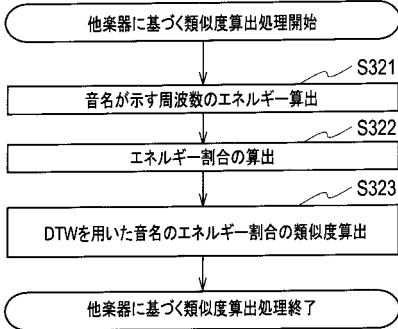 他楽器に基づく類似度算出処理開始
S321
音名が示す周波数のエネルギー算出
S322
エネルギー割合の算出
S323
DTWを用いた音名のエネルギー割合の類似度算出
他楽器に基づく類似度算出処理終了